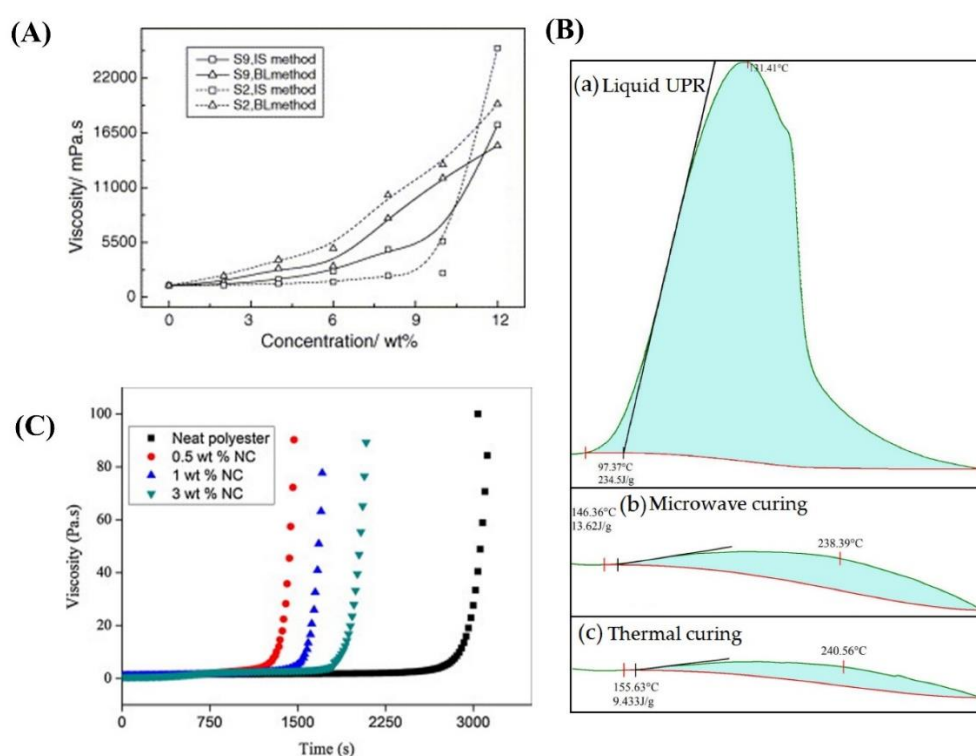 (A)
S9,IS method
S9,BLmethod
S2,IS method
S2,BLmethod
Viscosity/ mPa.s
22000
16500
11000
5500
0
0 3 6 9 12
Concentration/ wt%
(B)
(a) Liquid UPR
131.41°C
97.37°C
234.5J/g
(b) Microwave curing
146.36°C
13.62J/g
238.39°C
(c) Thermal curing
240.56°C
155.63°C
9.433J/g
(C)
Neat polyester
0.5 wt % NC
1 wt % NC
3 wt % NC
Viscosity (Pa.s)
100
80
60
40
20
0
0 750 1500 2250 3000
Time (s)